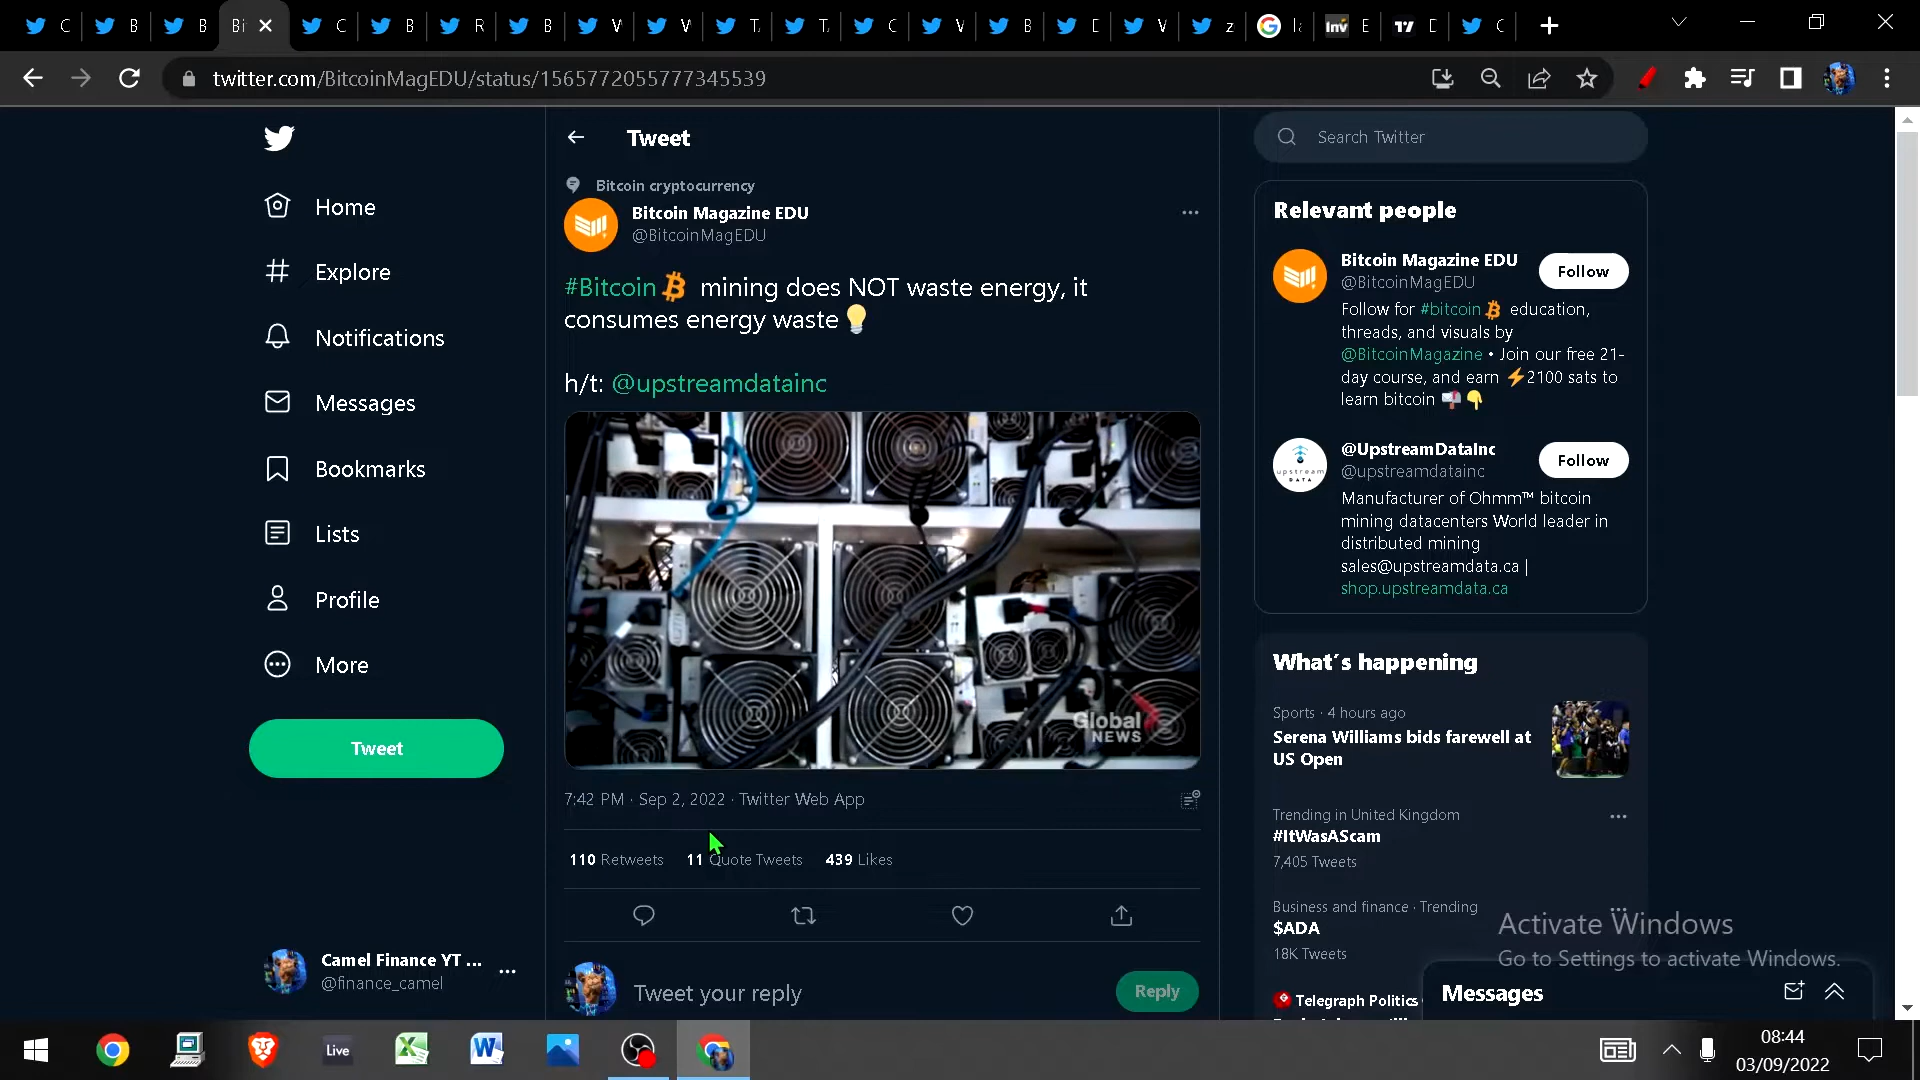 C
B
B
Bi
C
B
R
B
V
V
T
T
C
V
B
D
V
z
la
Inv E
D
C
twitter.com/BitcoinMagEDU/status/1565772055777345539
Home
Explore
Notifications
Messages
Bookmarks
Lists
Profile
More
Tweet
Camel Finance YT ...
@finance_camel
Tweet
Bitcoin cryptocurrency
Bitcoin Magazine EDU
@BitcoinMagEDU
#Bitcoin mining does NOT waste energy, it
consumes energy waste💡
h/t: @upstreamdatainc
Global
NEWS
7:42 PM · Sep 2, 2022 · Twitter Web App
110 Retweets 11 Quote Tweets 439 Likes
Tweet your reply
Reply
Search Twitter
Relevant people
Bitcoin Magazine EDU
@BitcoinMagEDU
Follow
Follow for #bitcoin education,
threads, and visuals by
@BitcoinMagazine • Join our free 21-
day course, and earn ⚡2100 sats to
learn bitcoin 📬👇
@UpstreamDataInc
@upstreamdatainc
Follow
upstream
DATA
Manufacturer of Ohmm™ bitcoin
mining datacenters World leader in
distributed mining
sales@upstreamdata.ca |
shop.upstreamdata.ca
What's happening
Sports · 4 hours ago
Serena Williams bids farewell at
US Open
Trending in United Kingdom
#ItWasAScam
7,405 Tweets
Business and finance · Trending
$ADA
18K Tweets
Telegraph Politics
Activate Windows
Go to Settings to activate Windows.
Messages
Live
08:44
03/09/2022